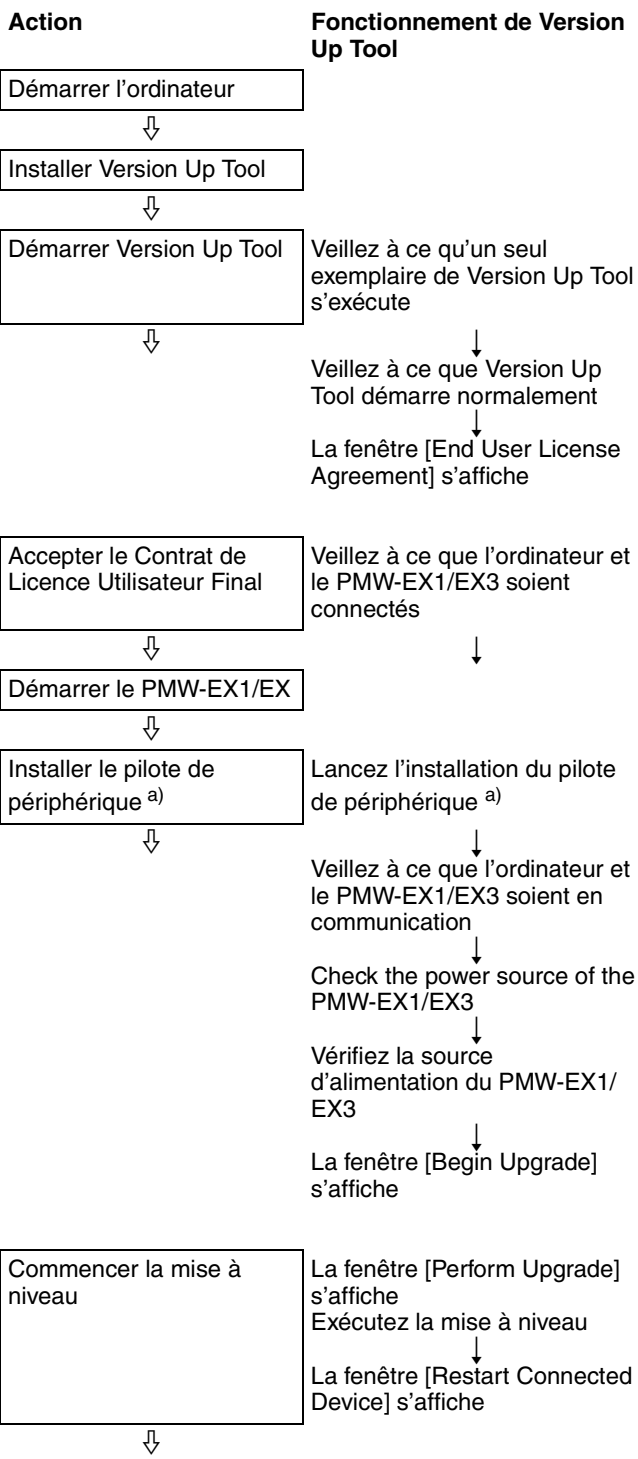 Action
Fonctionnement de Version
Up Tool
Démarrer l'ordinateur
Installer Version Up Tool
Démarrer Version Up Tool
Veillez à ce qu'un seul
exemplaire de Version Up Tool
s'exécute
Veillez à ce que Version Up
Tool démarre normalement
La fenêtre [End User License
Agreement] s'affiche
Accepter le Contrat de
Licence Utilisateur Final
Veillez à ce que l'ordinateur et
le PMW-EX1/EX3 soient
connectés
Démarrer le PMW-EX1/EX
Installer le pilote de
périphérique a)
Lancez l'installation du pilote
de périphérique a)
Veillez à ce que l'ordinateur et
le PMW-EX1/EX3 soient en
communication
Check the power source of the
PMW-EX1/EX3
Vérifiez la source
d'alimentation du PMW-EX1/
EX3
La fenêtre [Begin Upgrade]
s'affiche
Commencer la mise à
niveau
La fenêtre [Perform Upgrade]
s'affiche
Exécutez la mise à niveau
La fenêtre [Restart Connected
Device] s'affiche